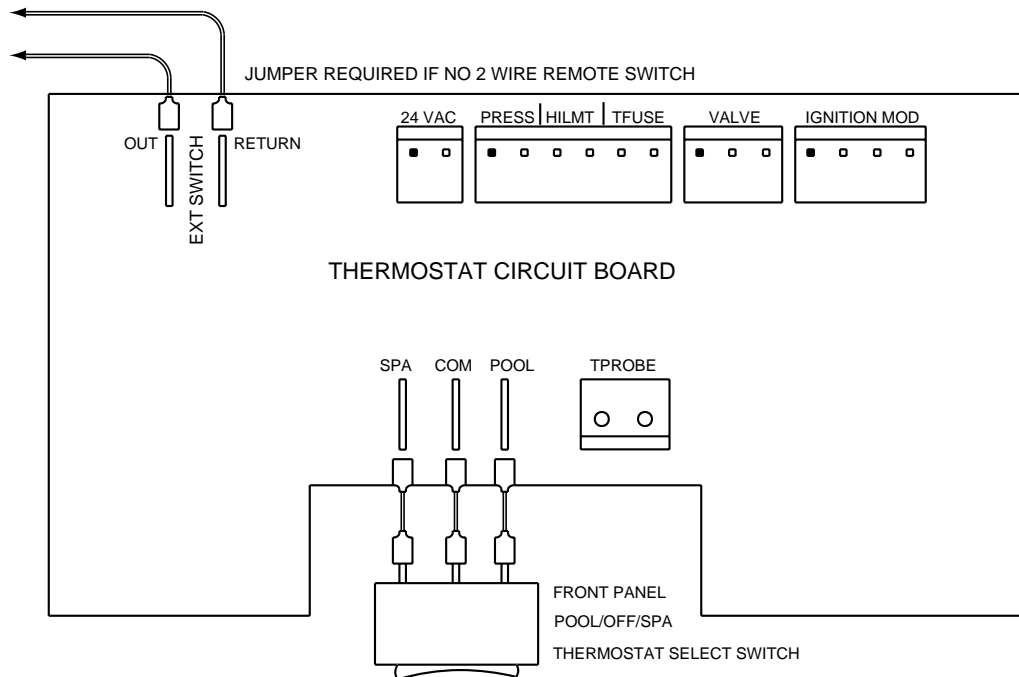 JUMPER REQUIRED IF NO 2 WIRE REMOTE SWITCH
24 VAC
PRESS HILMT TFUSE
VALVE
IGNITION MOD
OUT
EXT SWITCH
RETURN
THERMOSTAT CIRCUIT BOARD
SPA
COM
POOL
TPROBE
FRONT PANEL
POOL/OFF/SPA
THERMOSTAT SELECT SWITCH